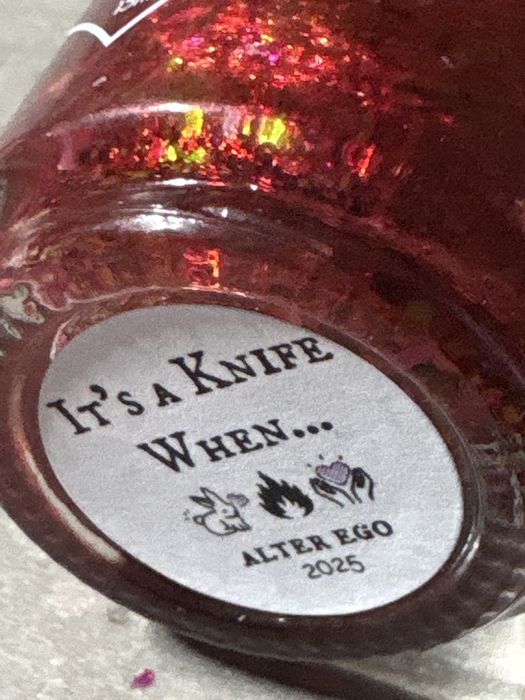 It's a Knife
When...
ALTER EGO
2025